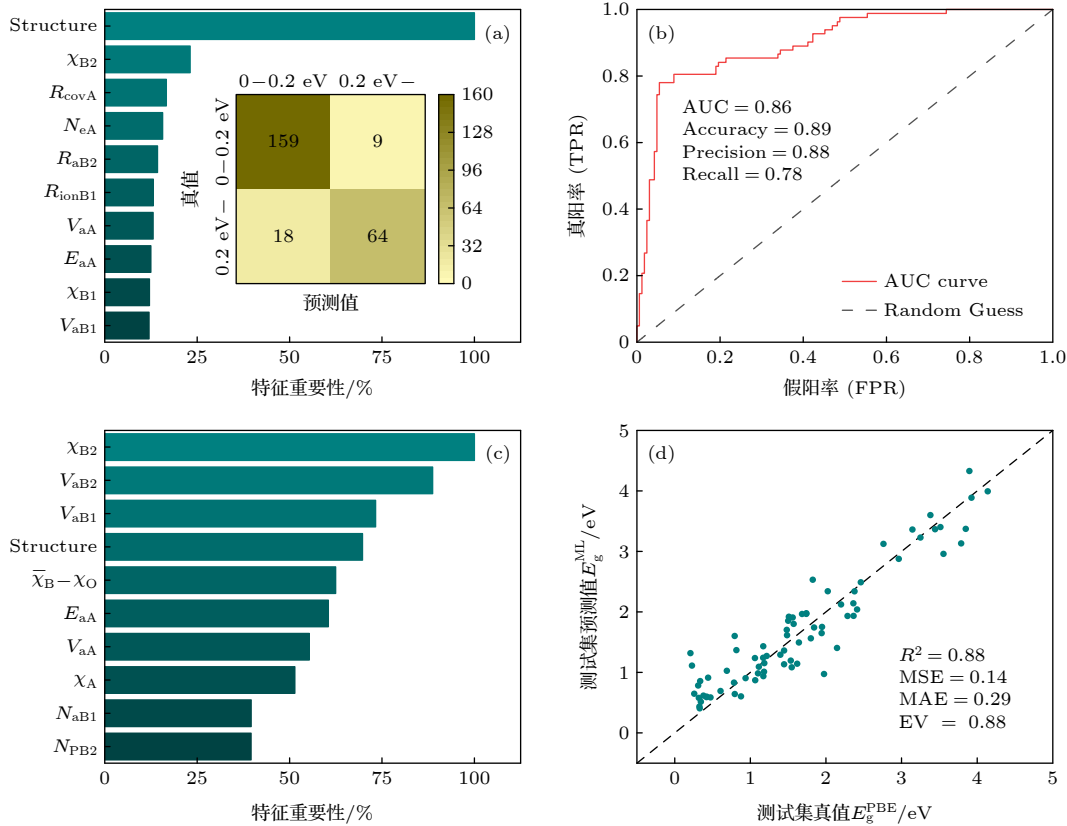 (a)
Structure
χB2
RcovA
NeA
RaB2
RionB1
VaA
EaA
χB1
VaB1
0 25 50 75 100
特征重要性/%
0−0.2 eV 0.2 eV−
真值
0−0.2 eV
0.2 eV−
159 9
18 64
预测值
160
128
96
64
32
0
(b)
1.0
0.8
0.6
0.4
0.2
0
真阳率 (TPR)
AUC = 0.86
Accuracy = 0.89
Precision = 0.88
Recall = 0.78
AUC curve
Random Guess
0 0.2 0.4 0.6 0.8 1.0
假阳率 (FPR)
(c)
χB2
VaB2
VaB1
Structure
χ̅B−χO
EaA
VaA
χA
NaB1
NPB2
0 25 50 75 100
特征重要性/%
(d)
5
4
3
2
1
0
测试集预测值EgML/eV
R2 = 0.88
MSE = 0.14
MAE = 0.29
EV = 0.88
0 1 2 3 4 5
测试集真值EgPBE/eV